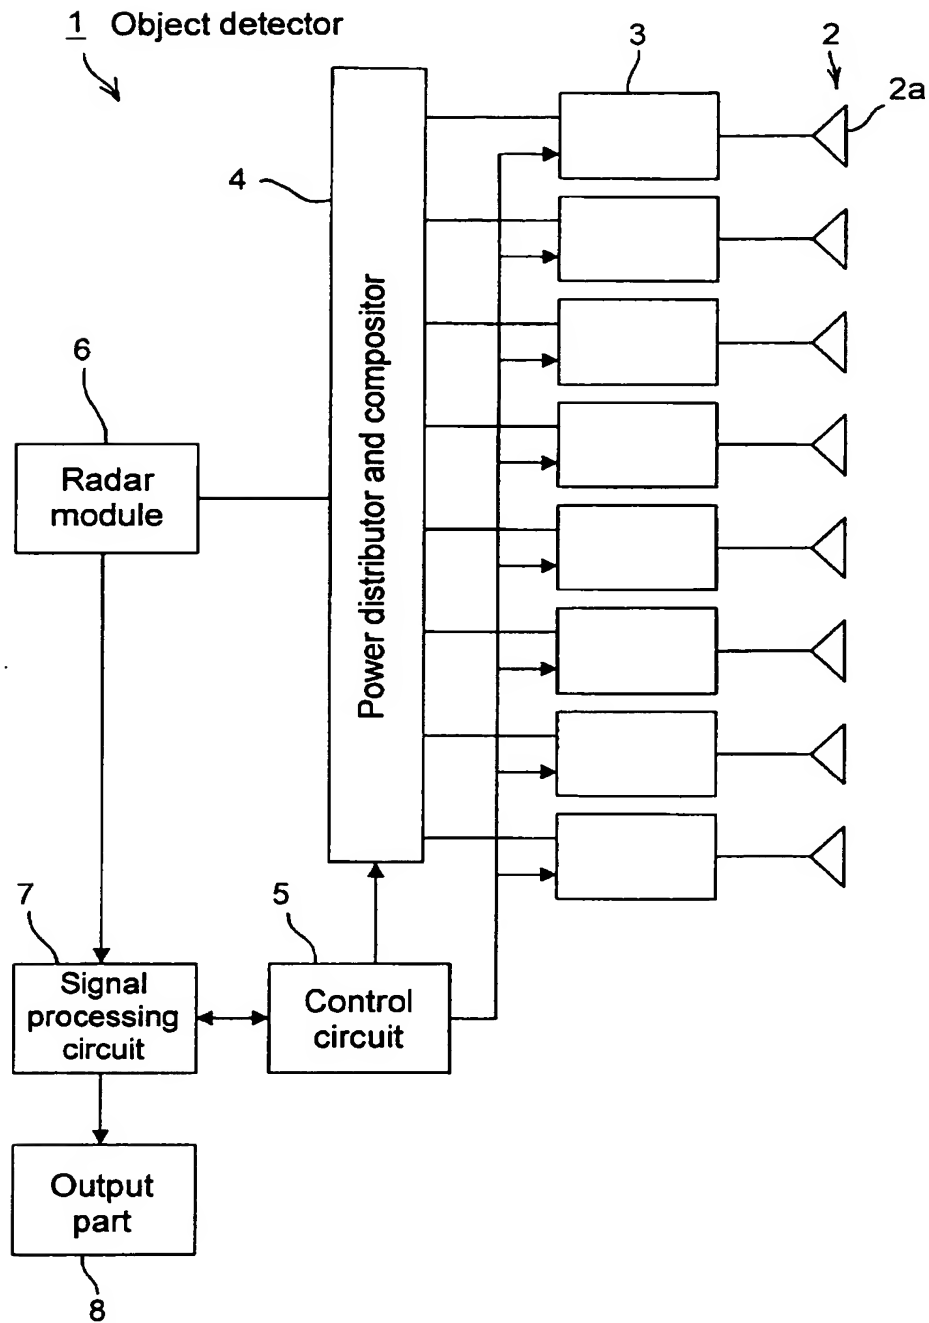 1 Object detector
3
2
2a
4
Power distributor and compositor
6
Radar
module
7
Signal
processing
circuit
5
Control
circuit
Output
part
8